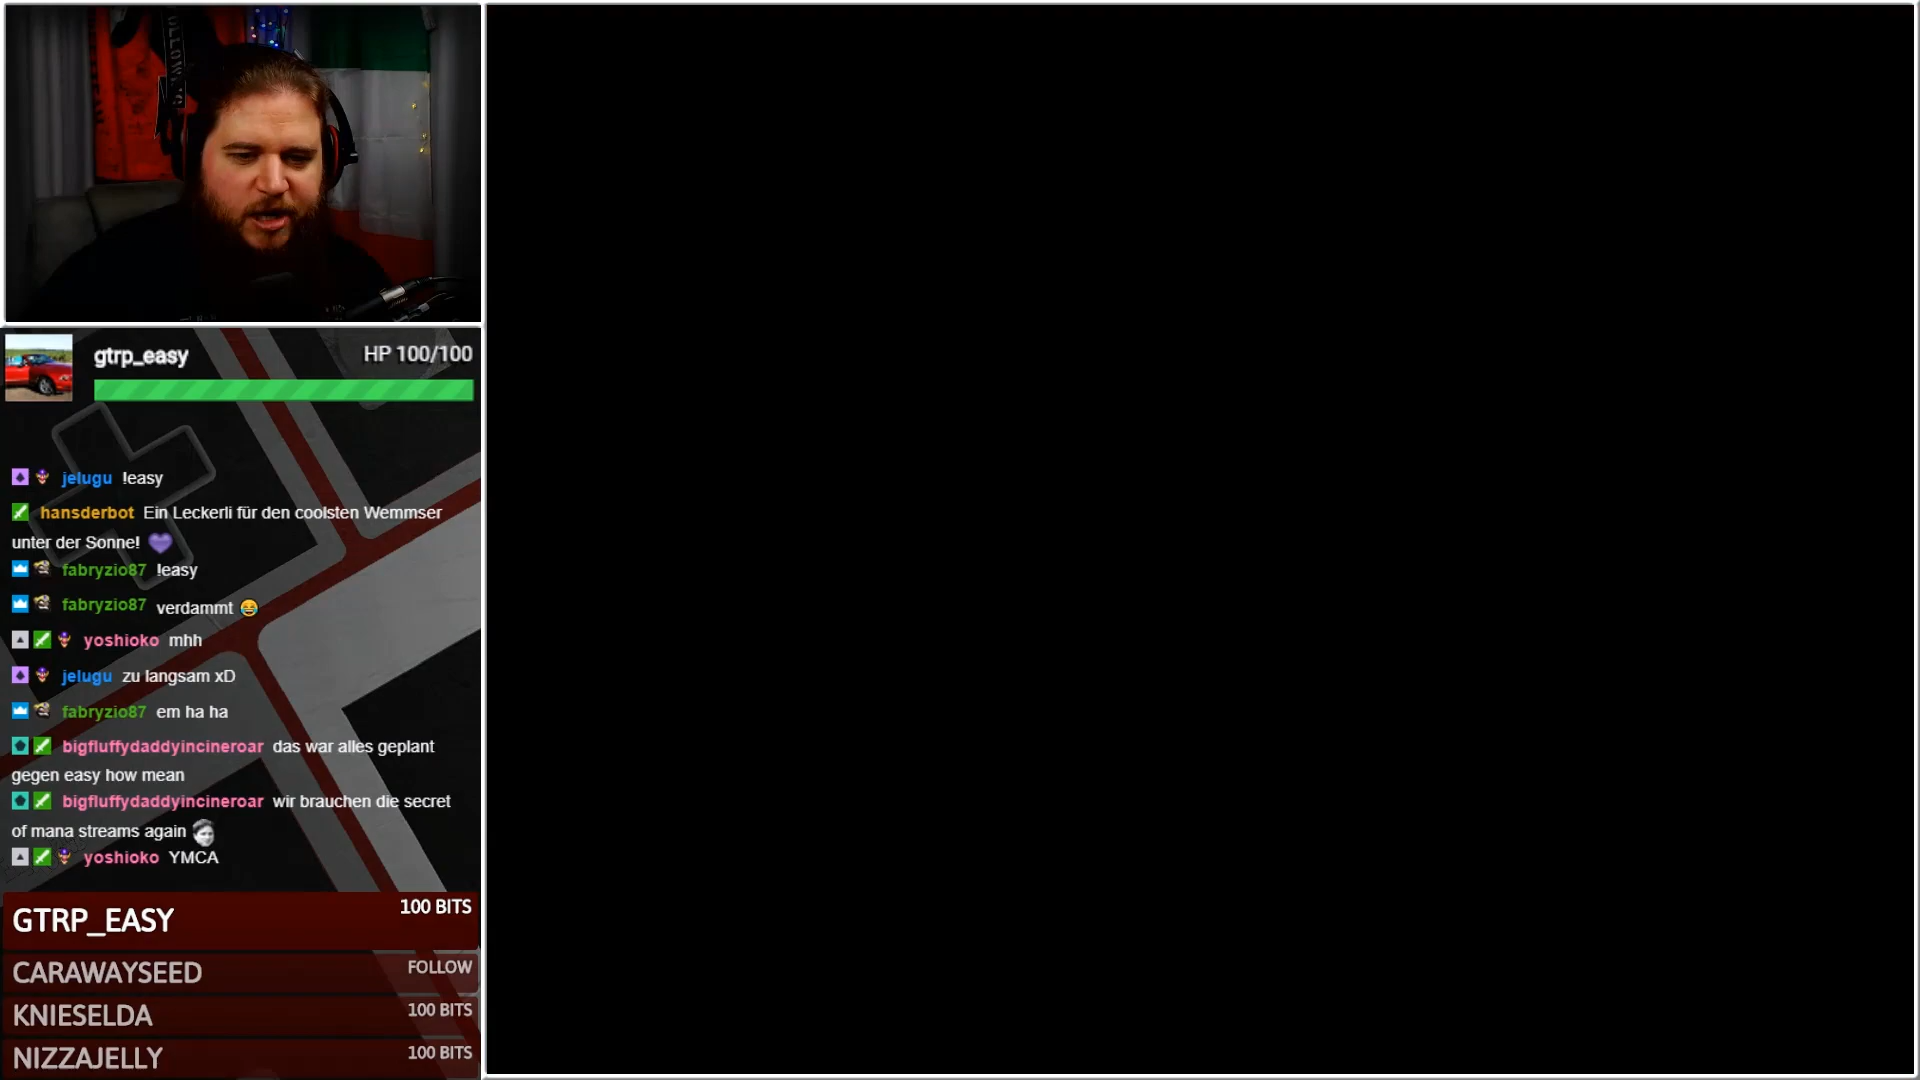 gtrp_easy HP 100/100
jelugu !easy
hansderbot Ein Leckerli für den coolsten Wemmser
unter der Sonne!
fabryzio87 !easy
fabryzio87 verdammt
yoshioko mhh
jelugu zu langsam xD
fabryzio87 em ha ha
bigfluffydaddyincineroar das war alles geplant
gegen easy how mean
bigfluffydaddyincineroar wir brauchen die secret
of mana streams again
yoshioko YMCA
GTRP_EASY 100 BITS
CARAWAYSEED FOLLOW
KNIESELDA 100 BITS
NIZZAJELLY 100 BITS